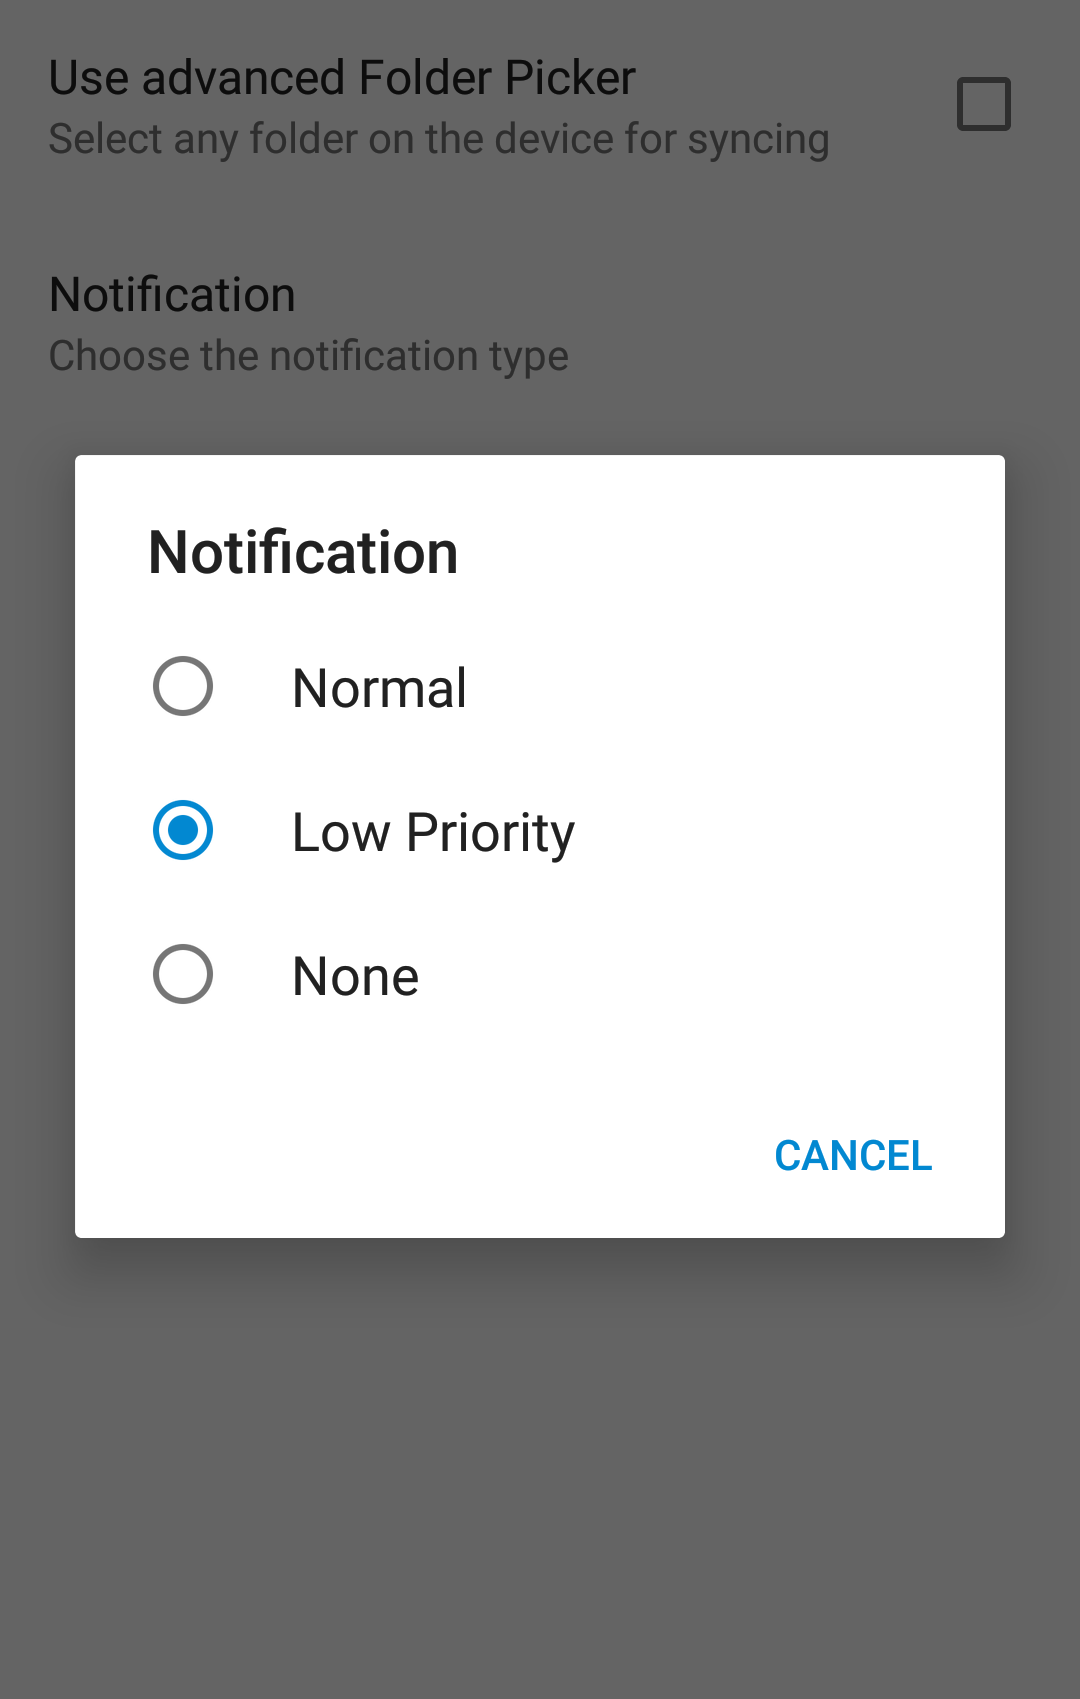 Use advanced Folder Picker
Select any folder on the device for syncing
Notification
Choose the notification type
Notification
Normal
Low Priority
None
CANCEL